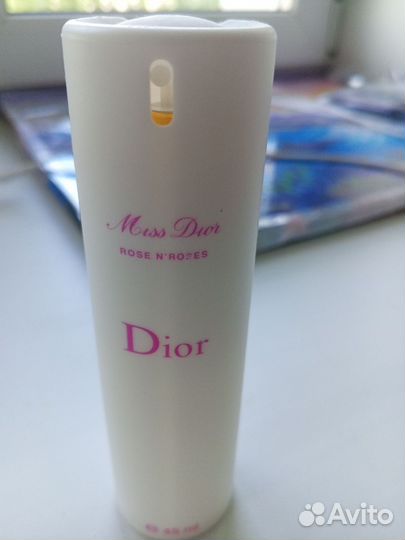 Miss Dior
ROSE N'ROSES
Dior
45 ml
Avito